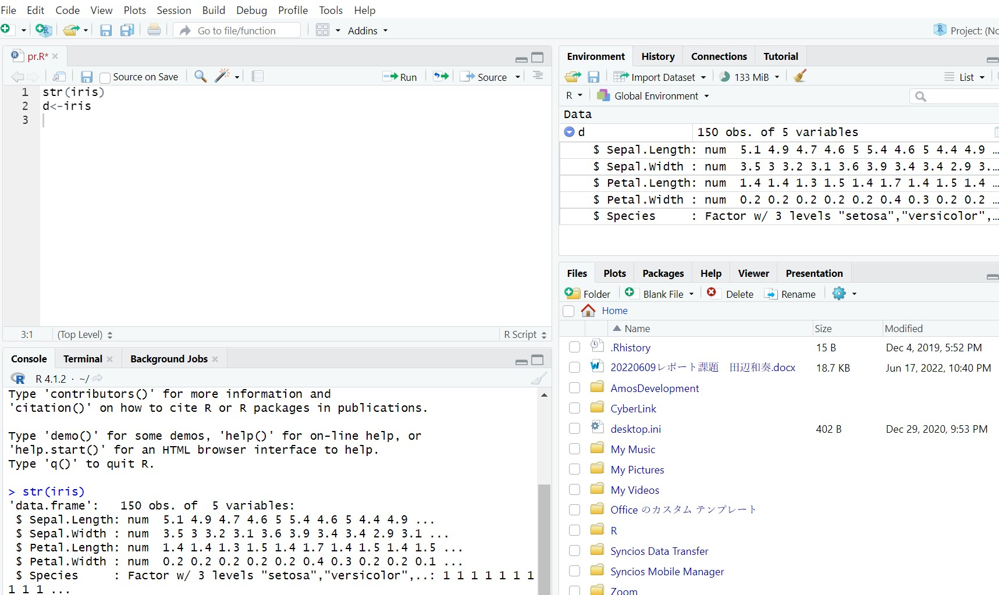 File Edit Code View Plots Session Build Debug Profile Tools Help
Go to file/function Addins
Project: (No
pr.R*
Source on Save Run Source
1 str(iris)
2 d<-iris
3
3:1 (Top Level) R Script
Console Terminal Background Jobs
R 4.1.2 · ~/
Type 'contributors()' for more information and
'citation()' on how to cite R or R packages in publications.
Type 'demo()' for some demos, 'help()' for on-line help, or
'help.start()' for an HTML browser interface to help.
Type 'q()' to quit R.
> str(iris)
'data.frame':   150 obs. of  5 variables:
 $ Sepal.Length: num  5.1 4.9 4.7 4.6 5 5.4 4.6 5 4.4 4.9 ...
 $ Sepal.Width : num  3.5 3 3.2 3.1 3.6 3.9 3.4 3.4 2.9 3.1 ...
 $ Petal.Length: num  1.4 1.4 1.3 1.5 1.4 1.7 1.4 1.5 1.4 1.5 ...
 $ Petal.Width : num  0.2 0.2 0.2 0.2 0.2 0.4 0.3 0.2 0.2 0.1 ...
 $ Species     : Factor w/ 3 levels "setosa","versicolor",..: 1 1 1 1 1 1 1
1 1 1 ...
Environment History Connections Tutorial
Import Dataset 133 MiB List
R Global Environment
Data
d 150 obs. of 5 variables
$ Sepal.Length: num  5.1 4.9 4.7 4.6 5 5.4 4.6 5 4.4 4.9 …
$ Sepal.Width : num  3.5 3 3.2 3.1 3.6 3.9 3.4 3.4 2.9 3.…
$ Petal.Length: num  1.4 1.4 1.3 1.5 1.4 1.7 1.4 1.5 1.4 …
$ Petal.Width : num  0.2 0.2 0.2 0.2 0.2 0.4 0.3 0.2 0.2 …
$ Species     : Factor w/ 3 levels "setosa","versicolor",…
Files Plots Packages Help Viewer Presentation
Folder Blank File Delete Rename
Home
Name Size Modified
.Rhistory 15 B Dec 4, 2019, 5:52 PM
20220609レポート課題　田辺和奏.docx 18.7 KB Jun 17, 2022, 10:40 PM
AmosDevelopment
CyberLink
desktop.ini 402 B Dec 29, 2020, 9:53 PM
My Music
My Pictures
My Videos
Office のカスタム テンプレート
R
Syncios Data Transfer
Syncios Mobile Manager
Zoom